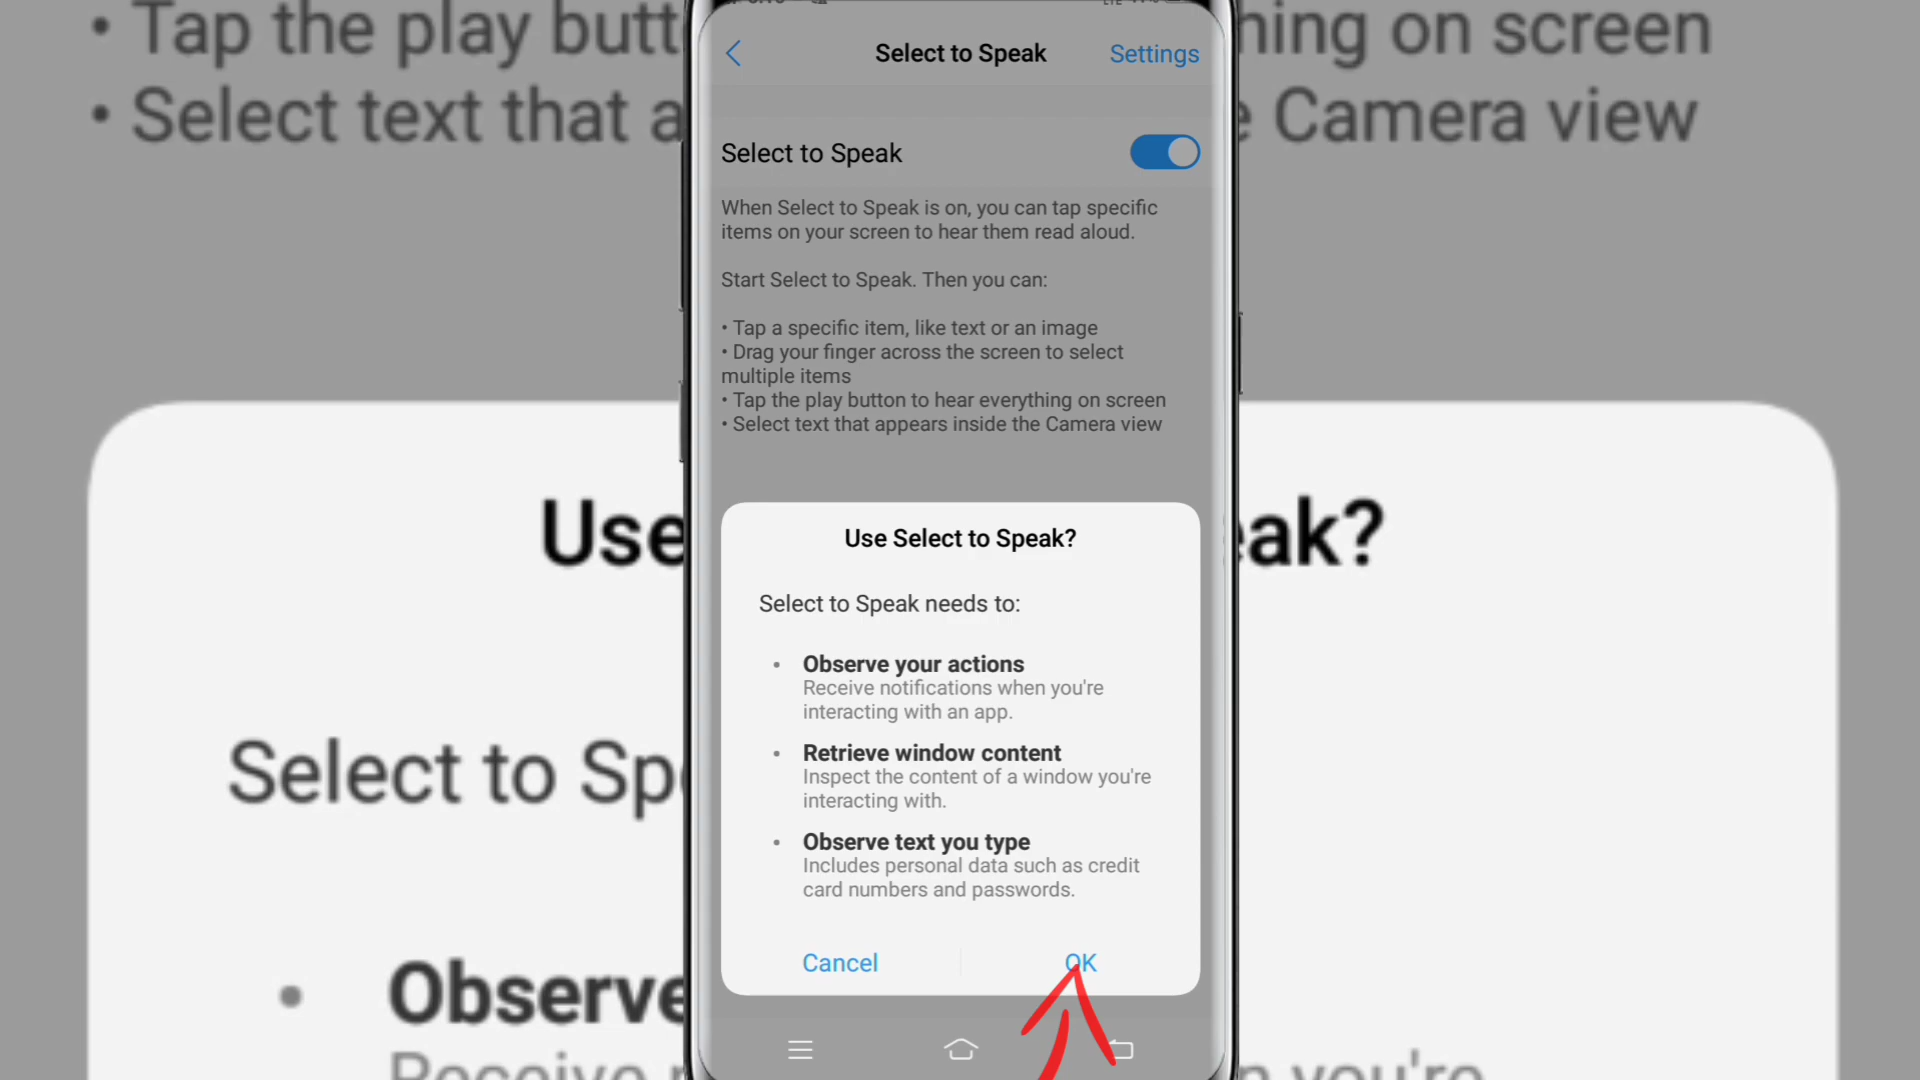 • Tap the play butt
hing on screen
• Select text that a
e Camera view
Select to Speak
Settings
Select to Speak
When Select to Speak is on, you can tap specific
items on your screen to hear them read aloud.
Start Select to Speak. Then you can:
• Tap a specific item, like text or an image
• Drag your finger across the screen to select
multiple items
• Tap the play button to hear everything on screen
• Select text that appears inside the Camera view
Use
eak?
Use Select to Speak?
Select to Speak needs to:
• Observe your actions
Receive notifications when you're
interacting with an app.
• Retrieve window content
Inspect the content of a window you're
interacting with.
• Observe text you type
Includes personal data such as credit
card numbers and passwords.
Cancel
OK
Select to Sp
• Observe
Receive
n you're